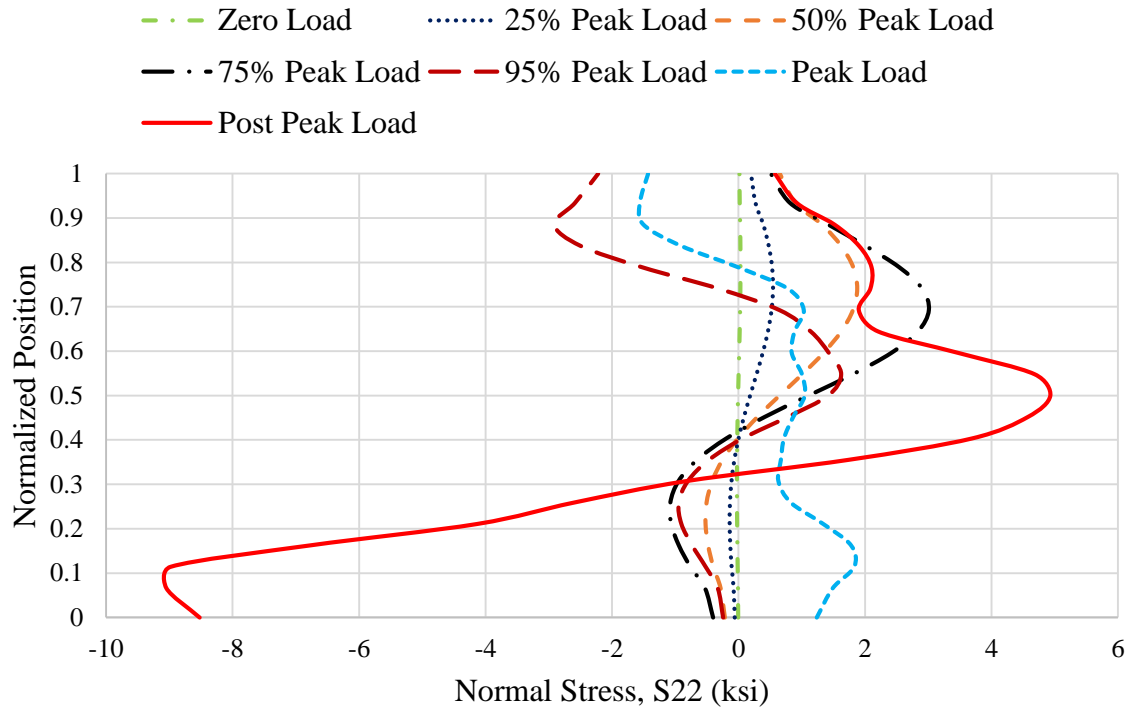 Zero Load 25% Peak Load 50% Peak Load
75% Peak Load 95% Peak Load Peak Load
Post Peak Load
1
0.9
0.8
0.7
0.6
0.5
0.4
0.3
0.2
0.1
0
Normalized Position
-10 -8 -6 -4 -2 0 2 4 6
Normal Stress, S22 (ksi)